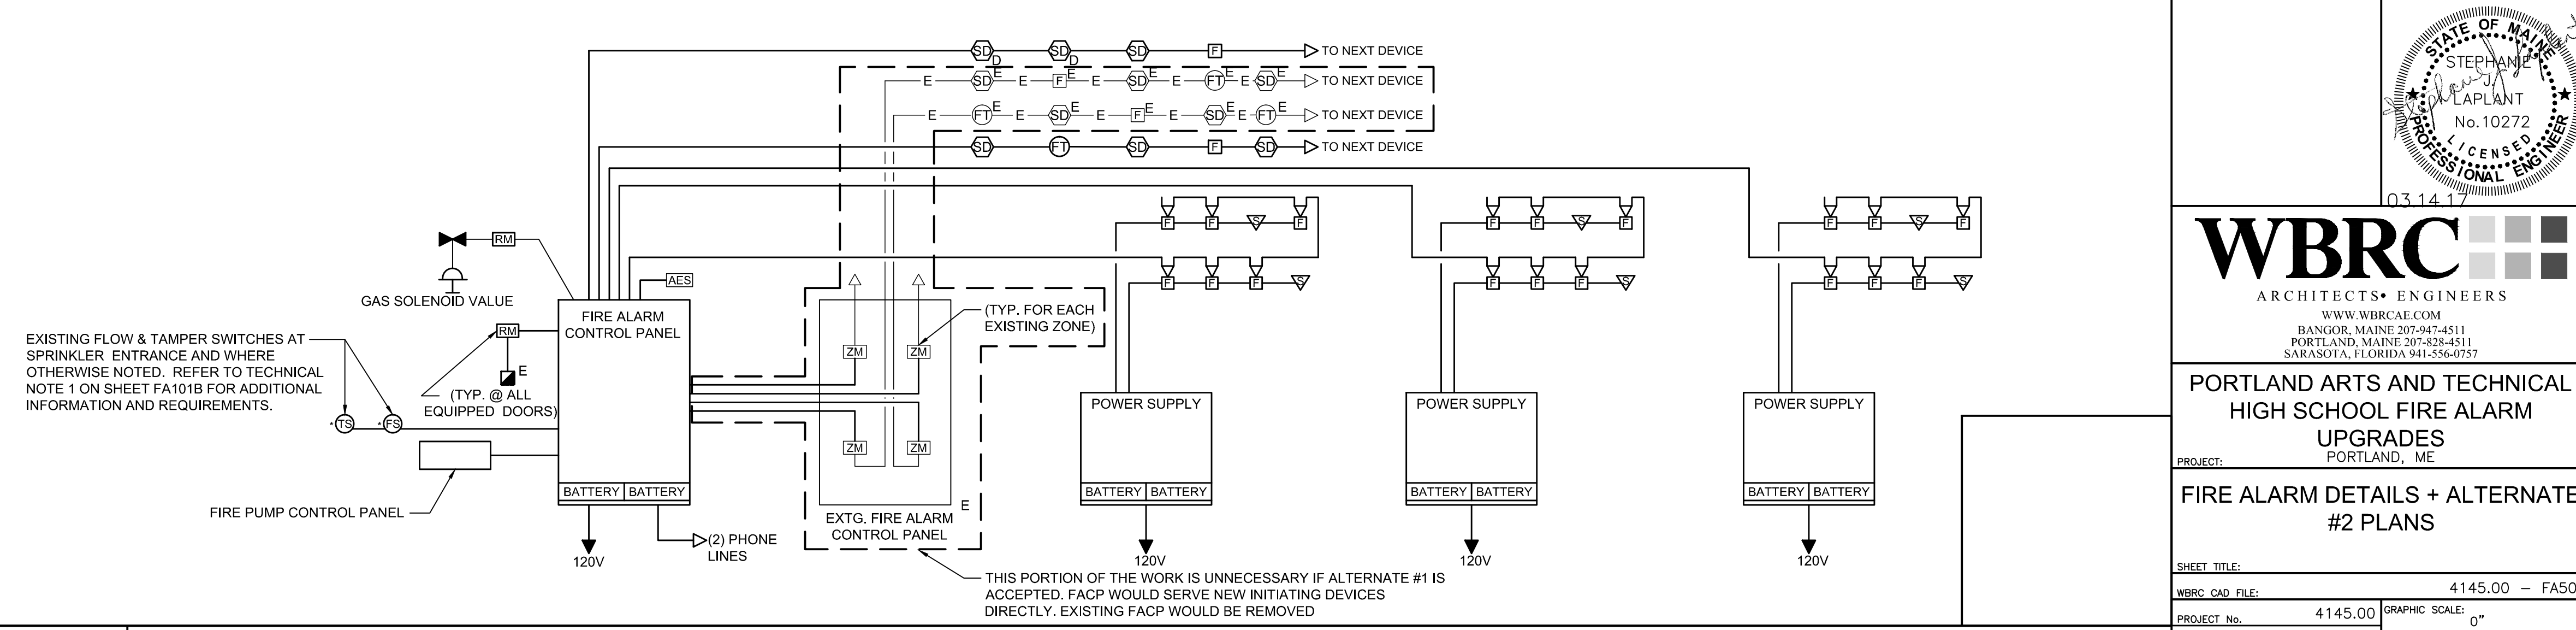 SD SD SD F TO NEXT DEVICE
D D
E SD E E F E E SD E E FT E E SD E TO NEXT DEVICE
E FT E E SD E E F E E SD E E FT E TO NEXT DEVICE
SD FT SD F SD TO NEXT DEVICE
RM
GAS SOLENOID VALUE
AES
FIRE ALARM
CONTROL PANEL
RM
E
(TYP. @ ALL
EQUIPPED DOORS)
EXISTING FLOW & TAMPER SWITCHES AT
SPRINKLER ENTRANCE AND WHERE
OTHERWISE NOTED. REFER TO TECHNICAL
NOTE 1 ON SHEET FA101B FOR ADDITIONAL
INFORMATION AND REQUIREMENTS.
*TS *FS
FIRE PUMP CONTROL PANEL
BATTERY BATTERY
120V
(2) PHONE
LINES
(TYP. FOR EACH
EXISTING ZONE)
ZM ZM
ZM ZM
E
EXTG. FIRE ALARM
CONTROL PANEL
THIS PORTION OF THE WORK IS UNNECESSARY IF ALTERNATE #1 IS
ACCEPTED. FACP WOULD SERVE NEW INITIATING DEVICES
DIRECTLY. EXISTING FACP WOULD BE REMOVED
F F S F
F F F S
POWER SUPPLY
BATTERY BATTERY
120V
F F S F
F F F S
POWER SUPPLY
BATTERY BATTERY
120V
F F S F
F F F S
POWER SUPPLY
BATTERY BATTERY
120V
STATE OF MAINE
STEPHANIE
J.
LAPLANT
No.10272
LICENSED
PROFESSIONAL ENGINEER
03.14.17
WBRC
ARCHITECTS• ENGINEERS
WWW.WBRCAE.COM
BANGOR, MAINE 207-947-4511
PORTLAND, MAINE 207-828-4511
SARASOTA, FLORIDA 941-556-0757
PORTLAND ARTS AND TECHNICAL
HIGH SCHOOL FIRE ALARM
UPGRADES
PROJECT: PORTLAND, ME
FIRE ALARM DETAILS + ALTERNATE
#2 PLANS
SHEET TITLE:
WBRC CAD FILE: 4145.00 – FA50
PROJECT No. 4145.00 GRAPHIC SCALE:
0"